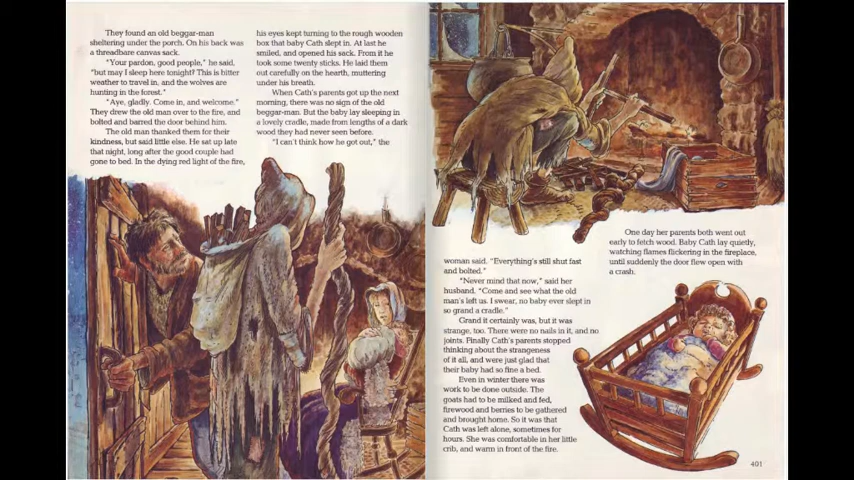 They found an old beggar-man
sheltering under the porch. On his back was
a threadbare canvas sack.
"Your pardon, good people," he said,
"but may I sleep here tonight? This is bitter
weather to travel in, and the wolves are
hunting in the forest."
"Aye, gladly. Come in, and welcome."
They drew the old man over to the fire, and
bolted and barred the door behind him.
The old man thanked them for their
kindness, but said little else. He sat up late
that night, long after the good couple had
gone to bed. In the dying red light of the fire,
his eyes kept turning to the rough wooden
box that baby Cath slept in. At last he
smiled, and opened his sack. From it he
took some twenty sticks. He laid them
out carefully on the hearth, muttering
under his breath.
When Cath's parents got up the next
morning, there was no sign of the old
beggar-man. But the baby lay sleeping in
a lovely cradle, made from lengths of a dark
wood they had never seen before.
"I can't think how he got out," the
woman said. "Everything's still shut fast
and bolted."
"Never mind that now," said her
husband. "Come and see what the old
man's left us. I swear, no baby ever slept in
so grand a cradle."
Grand it certainly was, but it was
strange, too. There were no nails in it, and no
joints. Finally Cath's parents stopped
thinking about the strangeness
of it all, and were just glad that
their baby had so fine a bed.
Even in winter there was
work to be done outside. The
goats had to be milked and fed,
firewood and berries to be gathered
and brought home. So it was that
Cath was left alone, sometimes for
hours. She was comfortable in her little
crib, and warm in front of the fire.
One day her parents both went out
early to fetch wood. Baby Cath lay quietly,
watching flames flickering in the fireplace,
until suddenly the door flew open with
a crash.
401